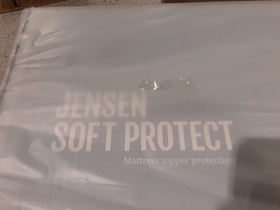 JENSEN
SOFT PROTECT
Mattress topper protection